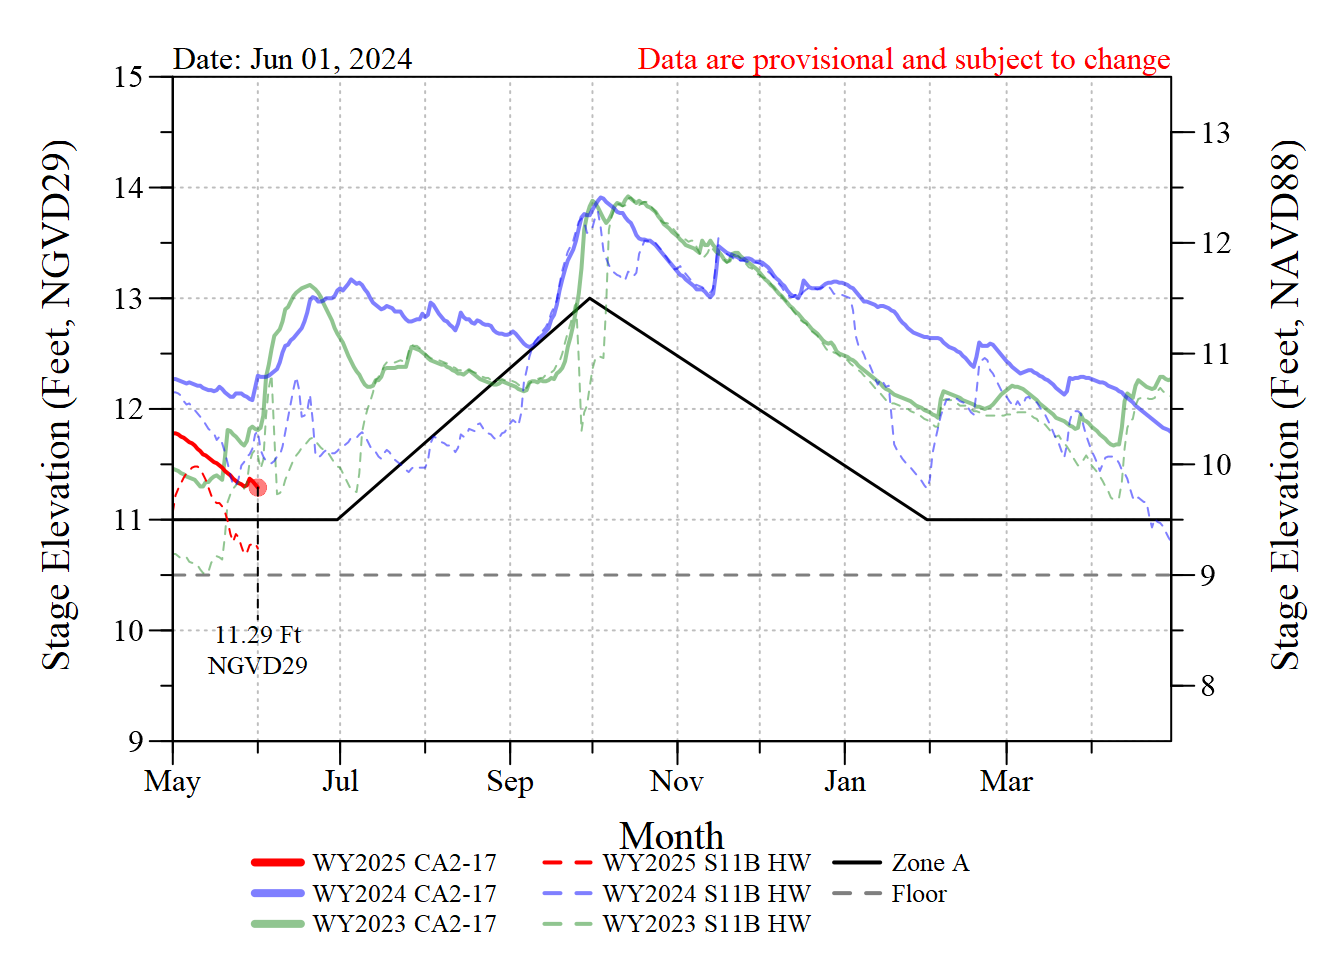 Date: Jun 01, 2024
Data are provisional and subject to change
Stage Elevation (Feet, NGVD29)
Stage Elevation (Feet, NAVD88)
15
14
13
12
11
10
9
13
12
11
10
9
8
11.29 Ft
NGVD29
May Jul Sep Nov Jan Mar
Month
WY2025 CA2-17 WY2025 S11B HW Zone A
WY2024 CA2-17 WY2024 S11B HW Floor
WY2023 CA2-17 WY2023 S11B HW